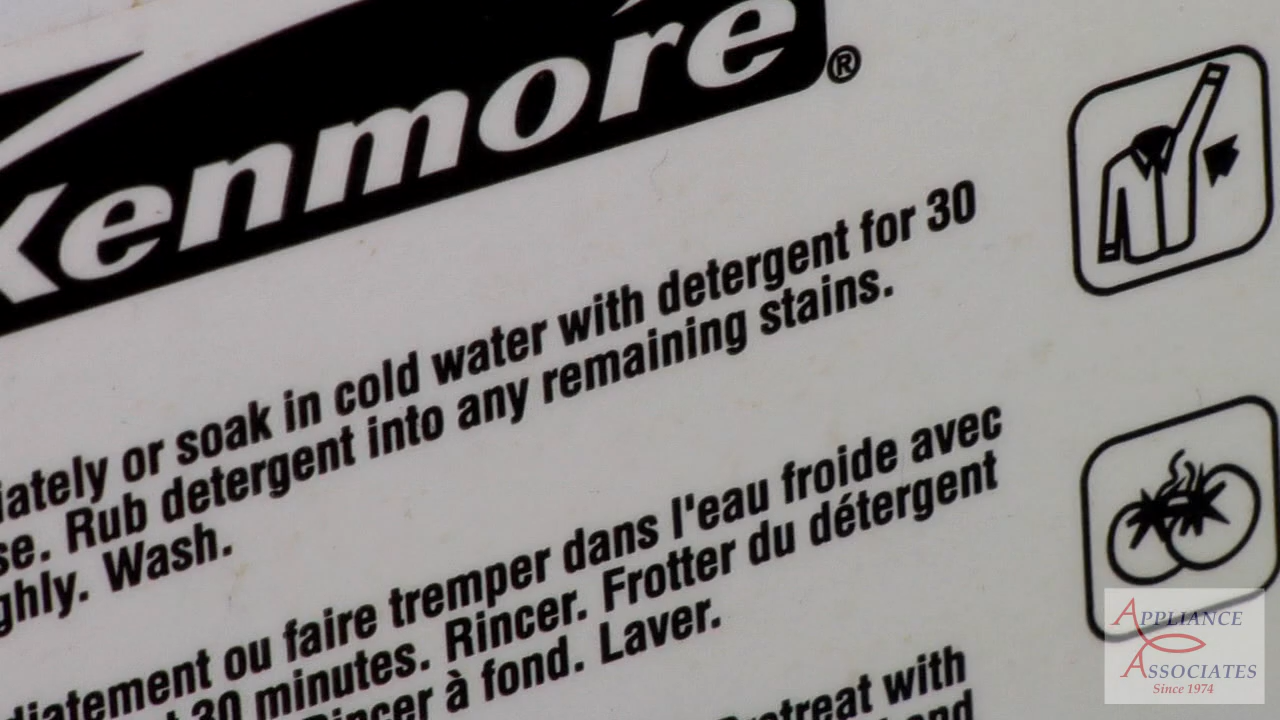 Kenmore®
iately or soak in cold water with detergent for 30
se. Rub detergent into any remaining stains.
ghly. Wash.
diatement ou faire tremper dans l'eau froide avec
30 minutes. Rincer. Frotter du détergent
Rincer à fond. Laver.
etreat with
and
APPLIANCE
ASSOCIATES
Since 1974